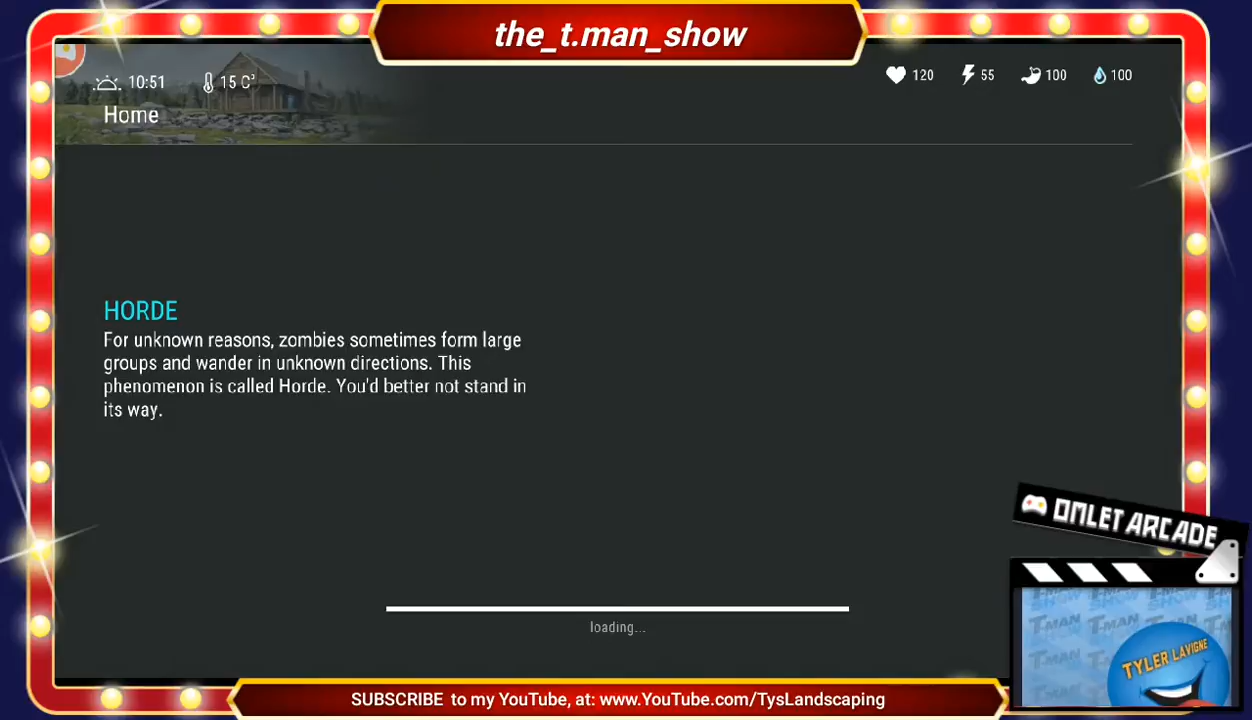 the_t.man_show
10:51 15 C°
Home
120 55 100 100
HORDE
For unknown reasons, zombies sometimes form large
groups and wander in unknown directions. This
phenomenon is called Horde. You'd better not stand in
its way.
loading...
OMLET ARCADE
T-MAN
SHOW
TYLER LAVIGNE
SUBSCRIBE to my YouTube, at: www.YouTube.com/TysLandscaping